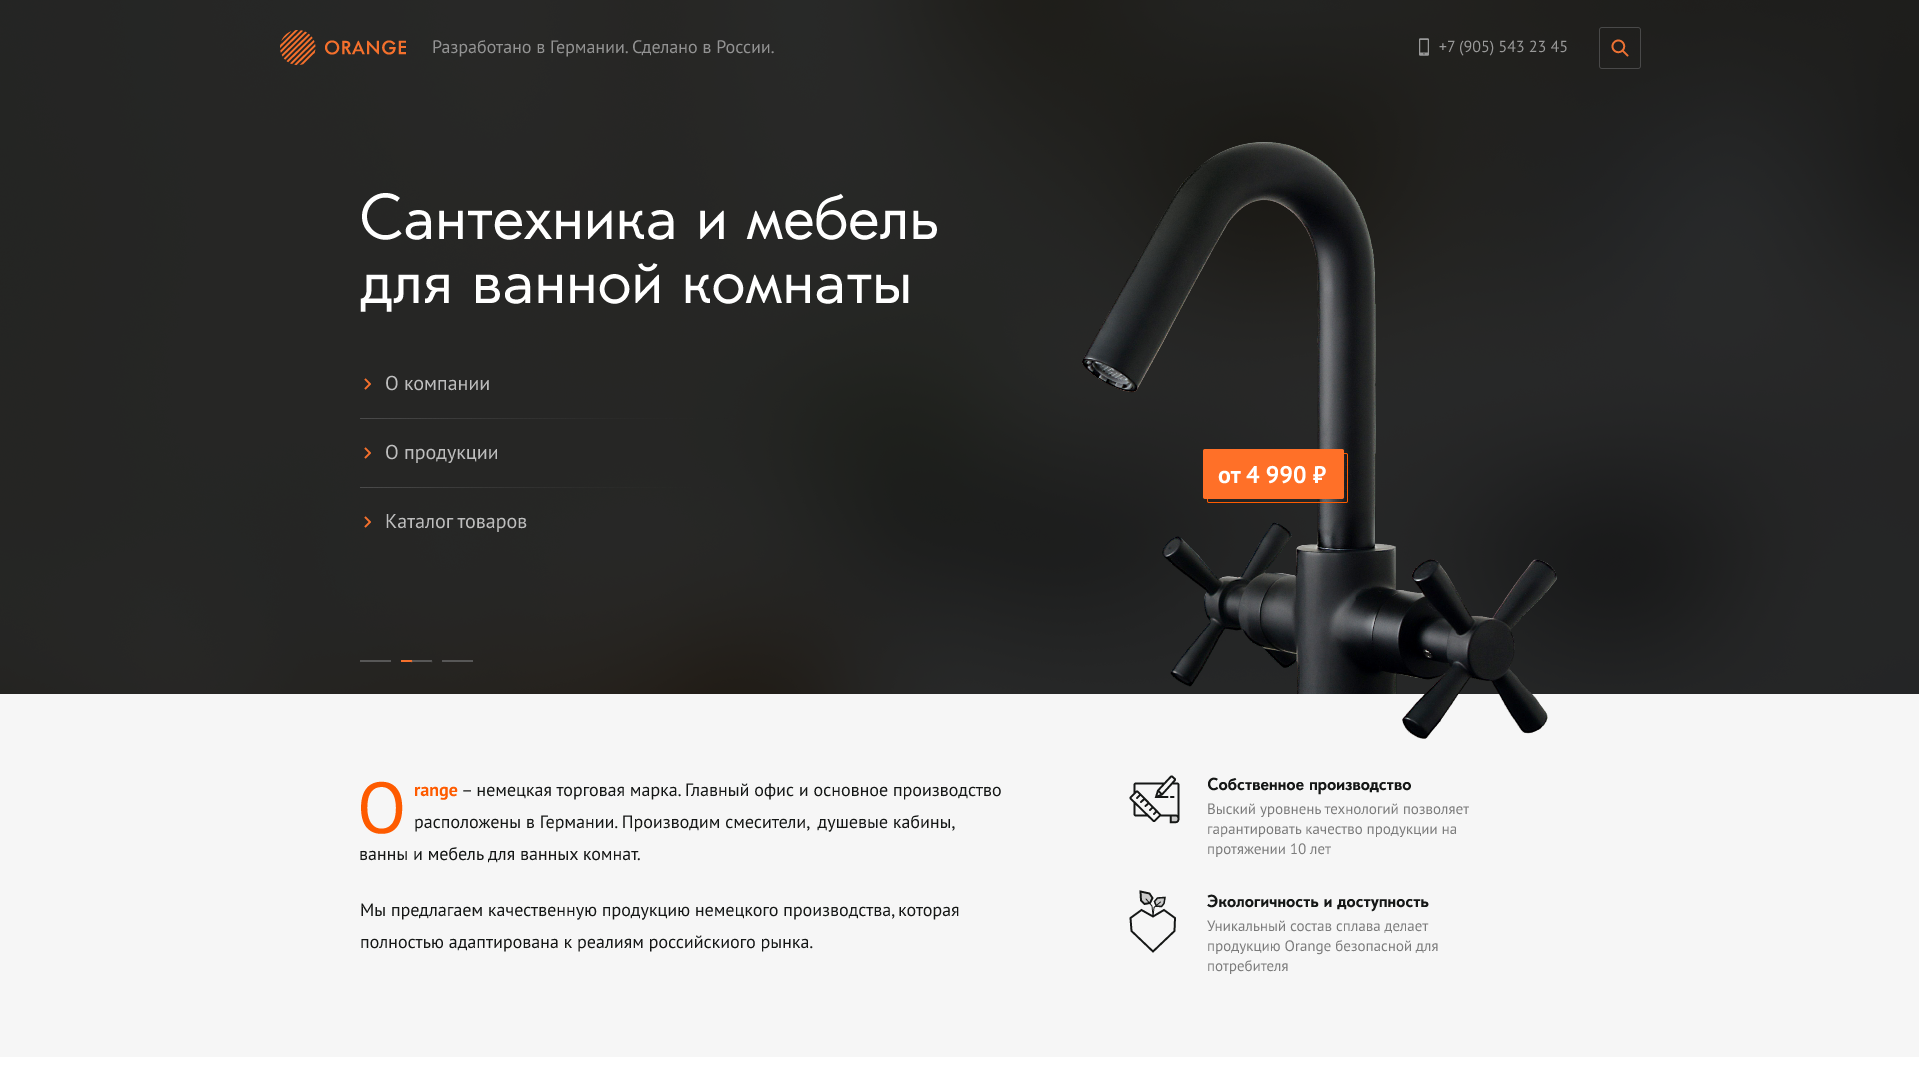 ORANGE
Разработано в Германии. Сделано в России.
+7 (905) 543 23 45
Сантехника и мебель
для ванной комнаты
О компании
О продукции
Каталог товаров
от 4 990 ₽
Orange – немецкая торговая марка. Главный офис и основное производство
расположены в Германии. Производим смесители, душевые кабины,
ванны и мебель для ванных комнат.
Мы предлагаем качественную продукцию немецкого производства, которая
полностью адаптирована к реалиям российскиого рынка.
Собственное производство
Выский уровнень технологий позволяет
гарантировать качество продукции на
протяжении 10 лет
Экологичность и доступность
Уникальный состав сплава делает
продукцию Orange безопасной для
потребителя